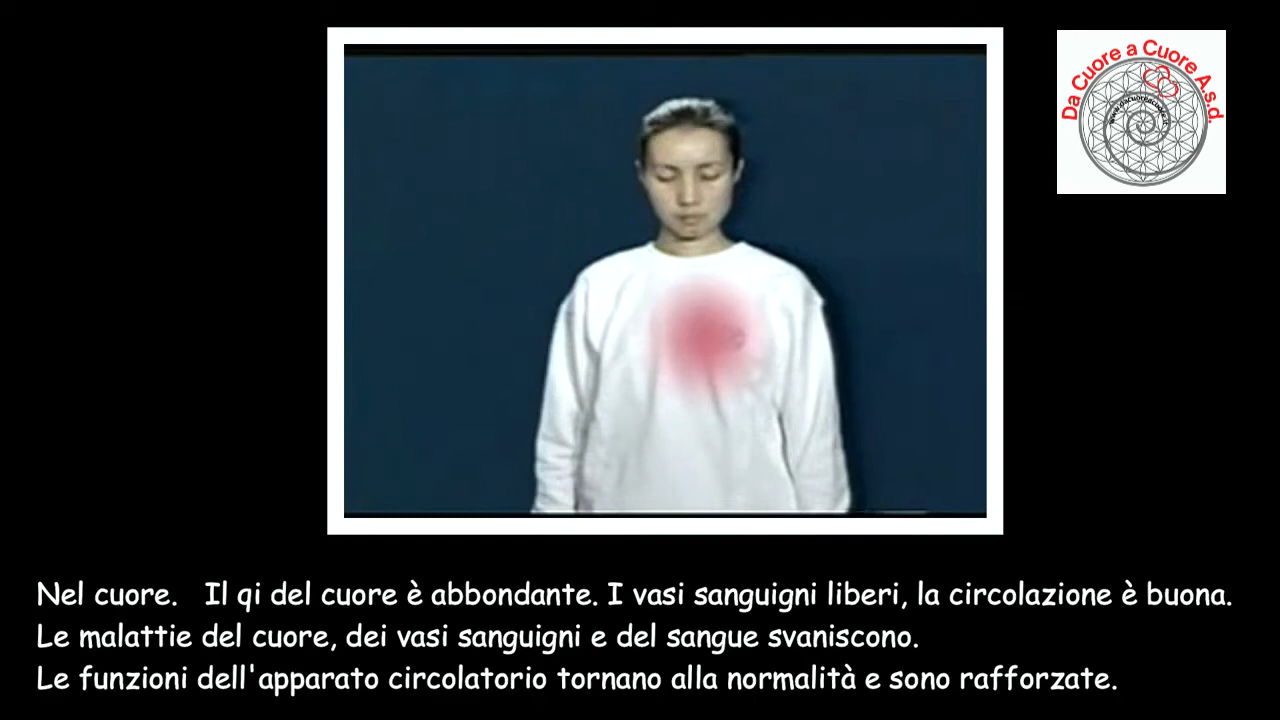 Da Cuore a Cuore A.s.d.
Nel cuore. Il qi del cuore è abbondante. I vasi sanguigni liberi, la circolazione è buona.
Le malattie del cuore, dei vasi sanguigni e del sangue svaniscono.
Le funzioni dell'apparato circolatorio tornano alla normalità e sono rafforzate.